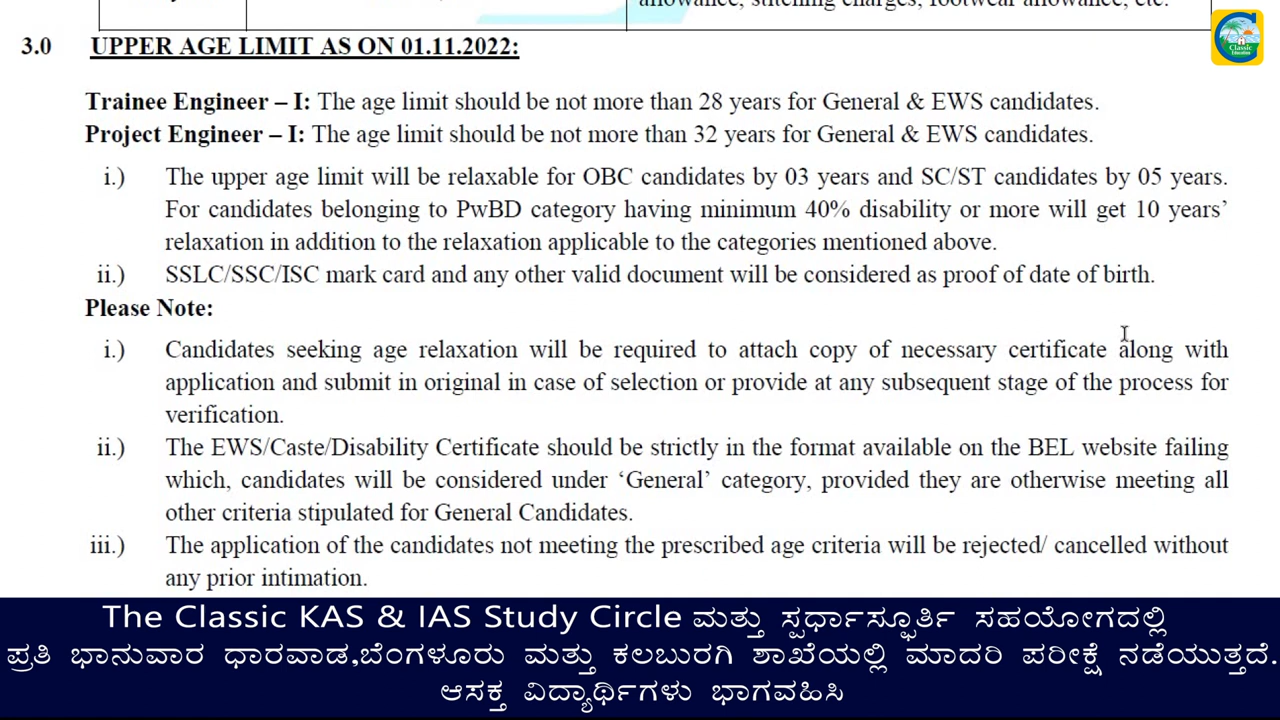 allowance, stitching charges, footwear allowance, etc.
Classic
Education
3.0 UPPER AGE LIMIT AS ON 01.11.2022:
Trainee Engineer – I: The age limit should be not more than 28 years for General & EWS candidates.
Project Engineer – I: The age limit should be not more than 32 years for General & EWS candidates.
i.) The upper age limit will be relaxable for OBC candidates by 03 years and SC/ST candidates by 05 years.
For candidates belonging to PwBD category having minimum 40% disability or more will get 10 years’
relaxation in addition to the relaxation applicable to the categories mentioned above.
ii.) SSLC/SSC/ISC mark card and any other valid document will be considered as proof of date of birth.
Please Note:
i.) Candidates seeking age relaxation will be required to attach copy of necessary certificate along with
application and submit in original in case of selection or provide at any subsequent stage of the process for
verification.
ii.) The EWS/Caste/Disability Certificate should be strictly in the format available on the BEL website failing
which, candidates will be considered under ‘General’ category, provided they are otherwise meeting all
other criteria stipulated for General Candidates.
iii.) The application of the candidates not meeting the prescribed age criteria will be rejected/ cancelled without
any prior intimation.
The Classic KAS & IAS Study Circle ಮತ್ತು ಸ್ಪರ್ಧಾಸ್ಫೂರ್ತಿ ಸಹಯೋಗದಲ್ಲಿ
ಪ್ರತಿ ಭಾನುವಾರ ಧಾರವಾಡ,ಬೆಂಗಳೂರು ಮತ್ತು ಕಲಬುರಗಿ ಶಾಖೆಯಲ್ಲಿ ಮಾದರಿ ಪರೀಕ್ಷೆ ನಡೆಯುತ್ತದೆ.
ಆಸಕ್ತ ವಿದ್ಯಾರ್ಥಿಗಳು ಭಾಗವಹಿಸಿ